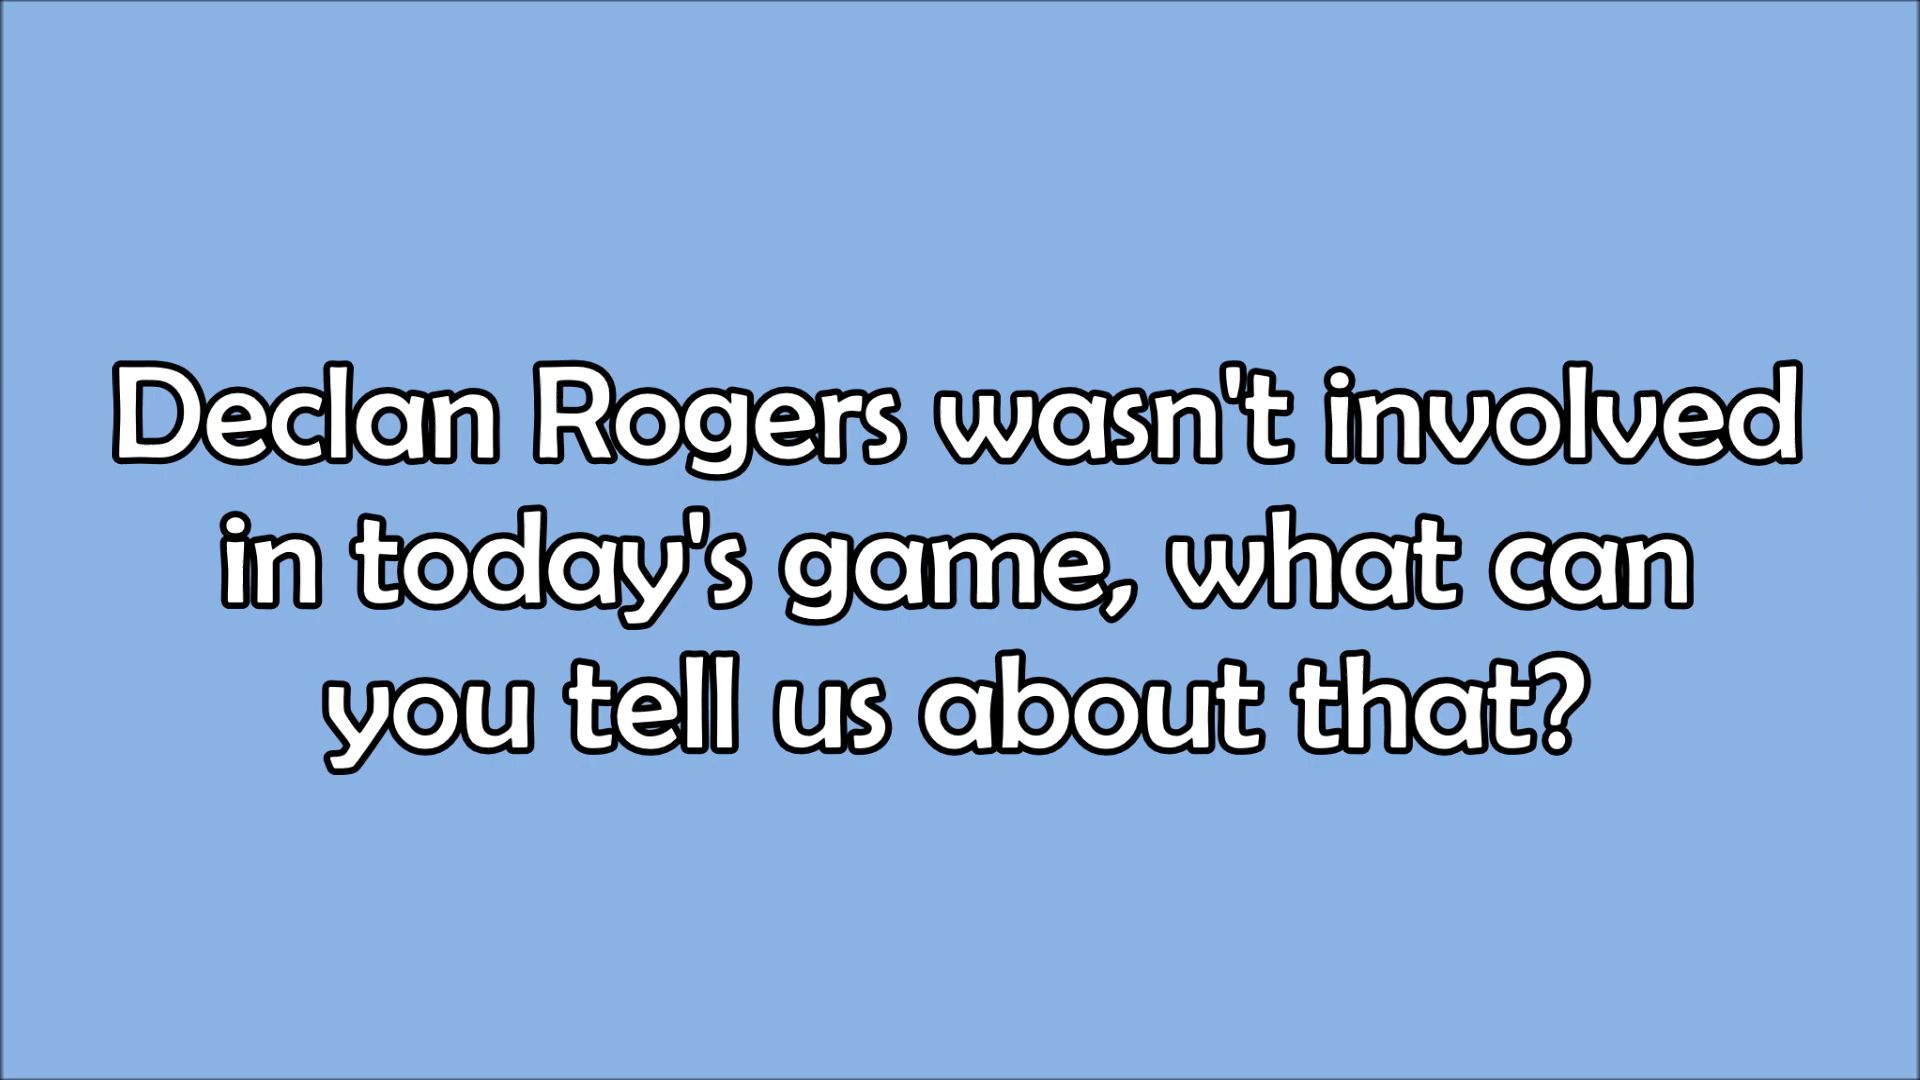 Declan Rogers wasn't involved
in today's game, what can
you tell us about that?